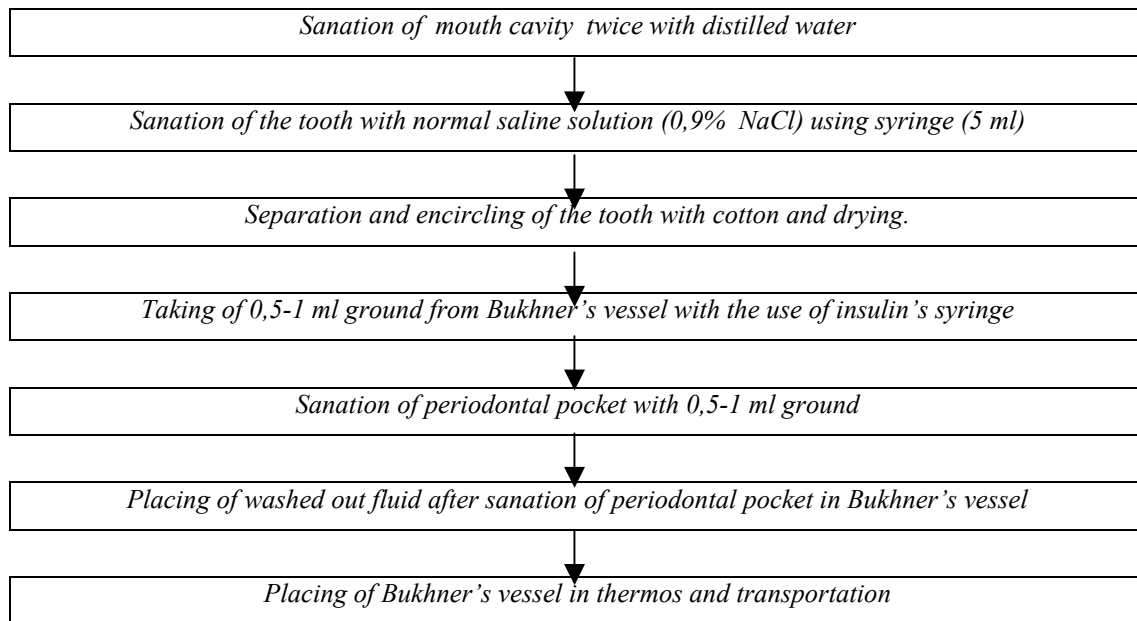 Sanation of mouth cavity twice with distilled water
Sanation of the tooth with normal saline solution (0,9% NaCl) using syringe (5 ml)
Separation and encircling of the tooth with cotton and drying.
Taking of 0,5-1 ml ground from Bukhner’s vessel with the use of insulin’s syringe
Sanation of periodontal pocket with 0,5-1 ml ground
Placing of washed out fluid after sanation of periodontal pocket in Bukhner’s vessel
Placing of Bukhner’s vessel in thermos and transportation